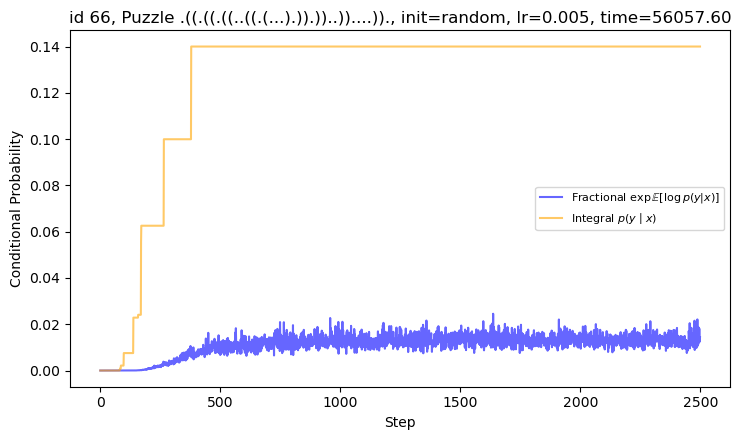 id 66, Puzzle .((.((.((..((.(...).)).))..))....))., init=random, lr=0.005, time=56057.60
Conditional Probability
0.14
0.12
0.10
0.08
0.06
0.04
0.02
0.00
Fractional exp𝔼[log p(y|x)]
Integral p(y | x)
0
500
1000
1500
2000
2500
Step